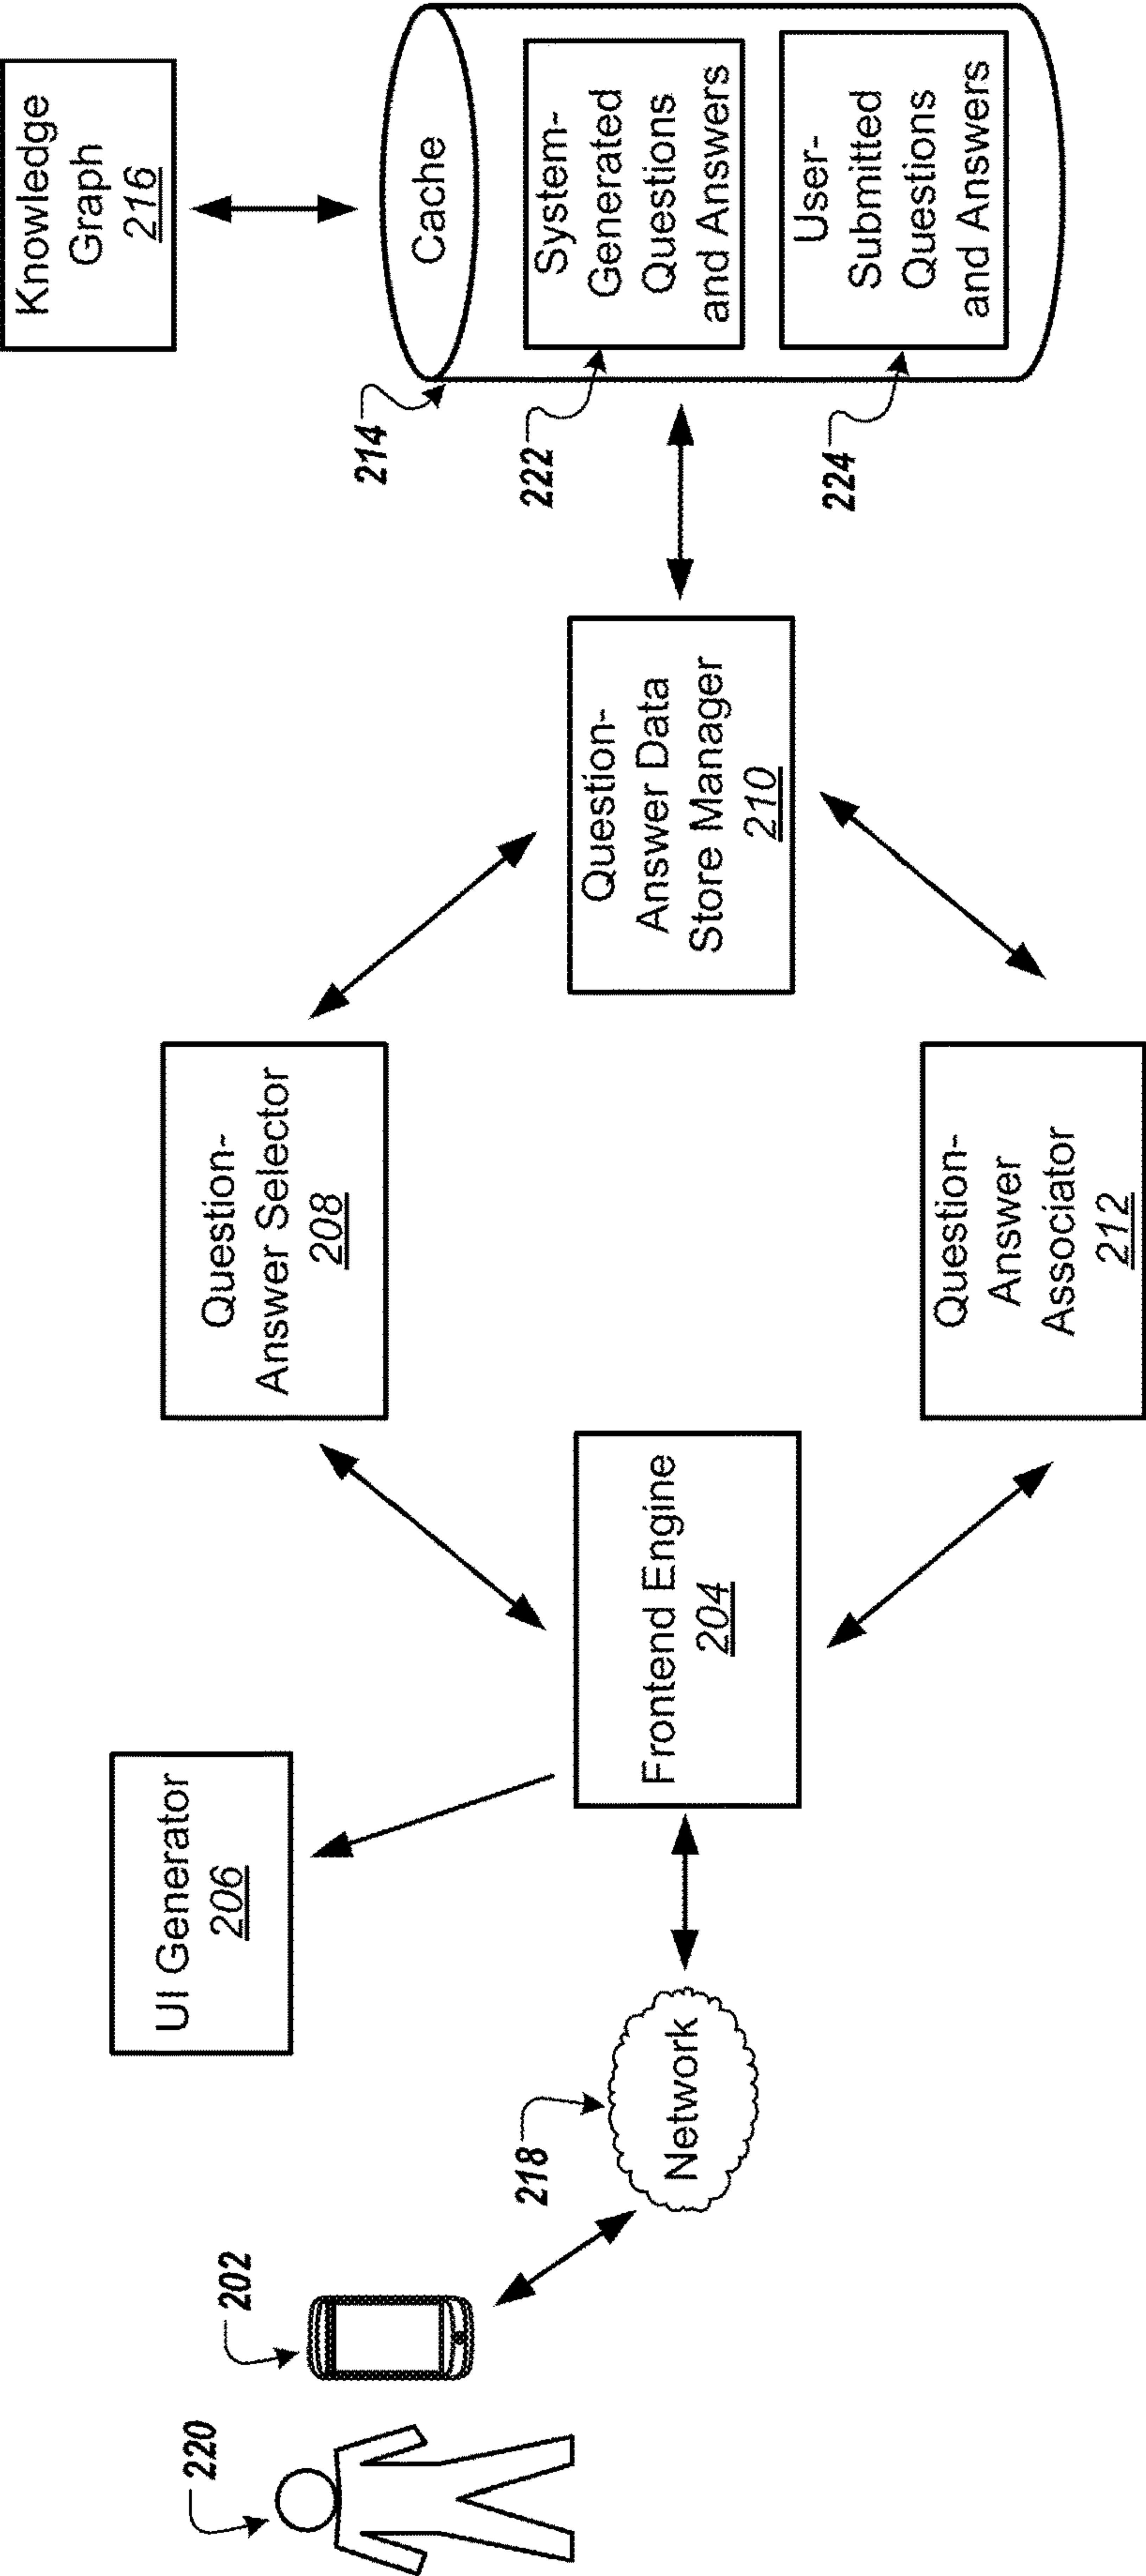 220
202
218
Network
UI Generator
206
Frontend Engine
204
Question-
Answer Selector
208
Question-
Answer
Associator
212
Question-
Answer Data
Store Manager
210
Knowledge
Graph
216
214
Cache
222
System-
Generated
Questions
and Answers
224
User-
Submitted
Questions
and Answers